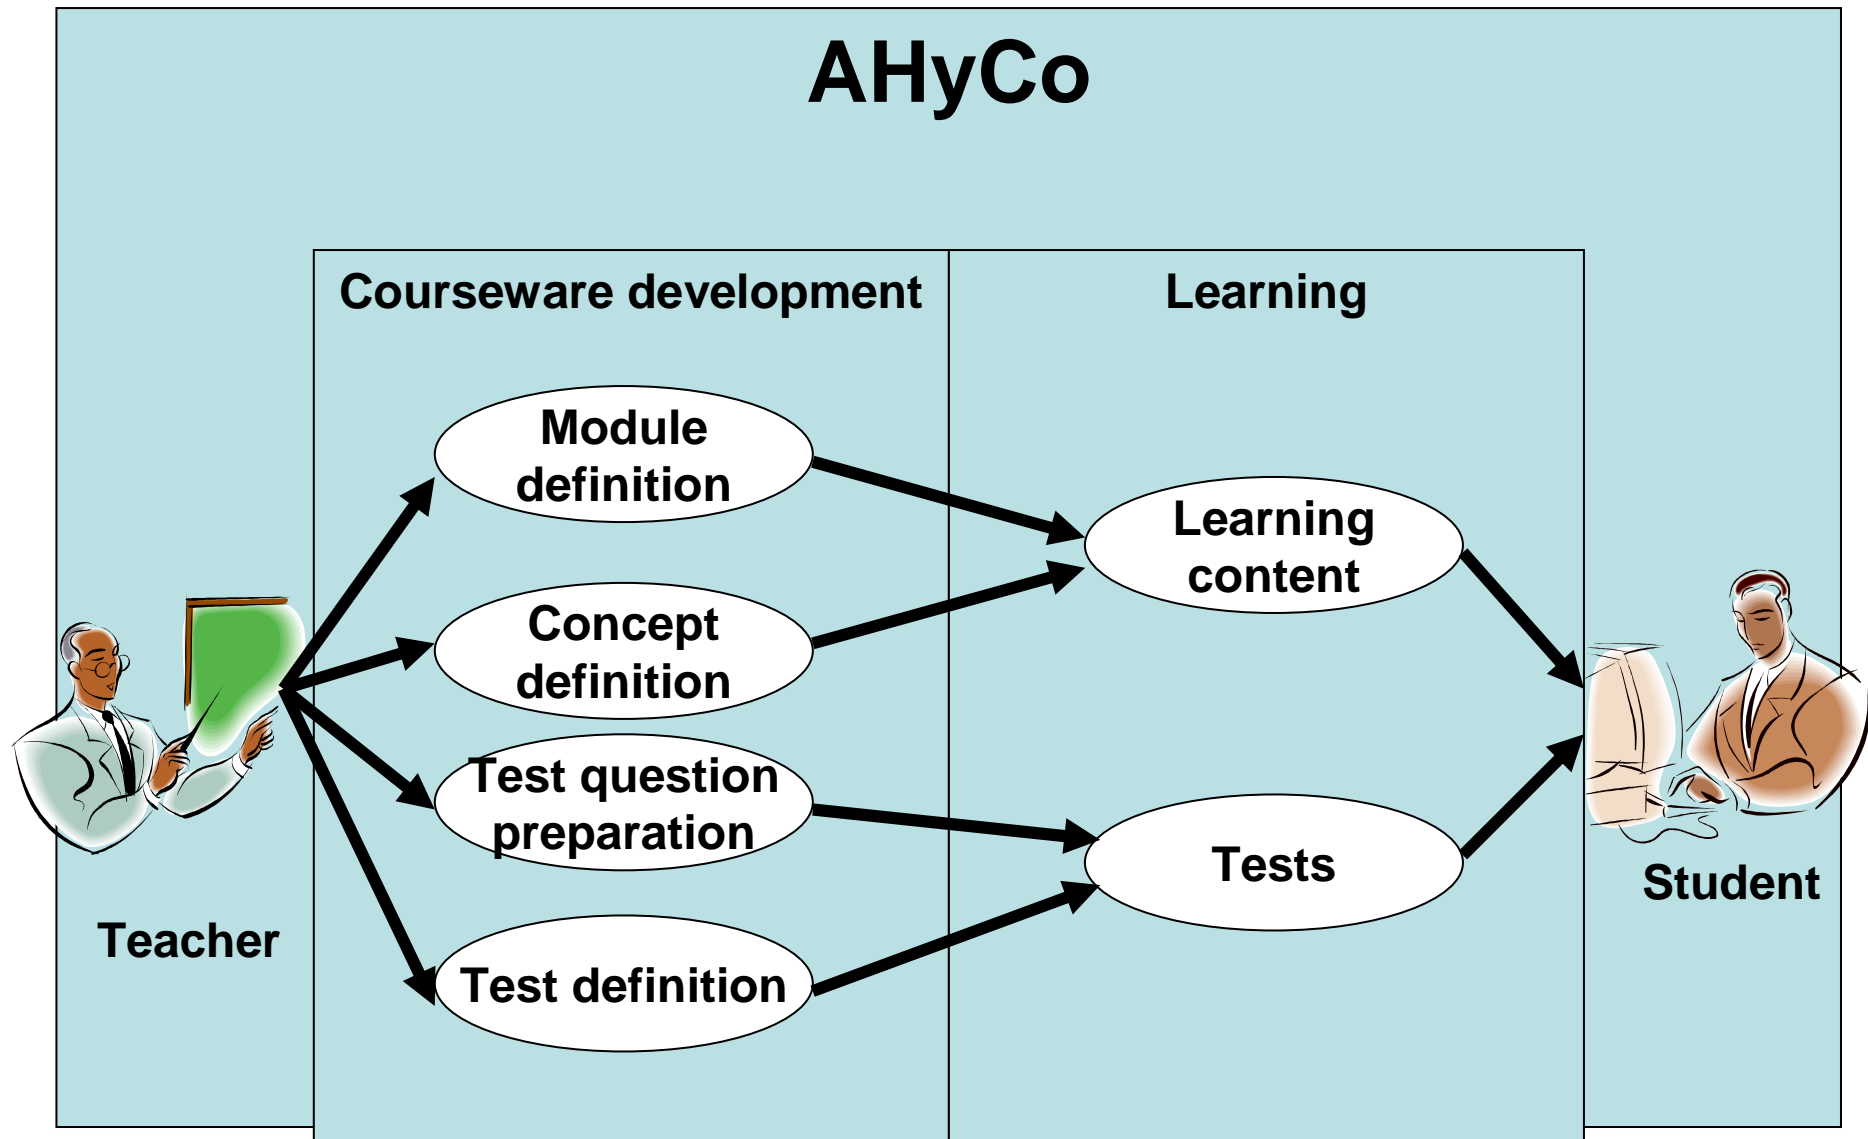 AHyCo
Courseware development
Learning
Module
definition
Concept
definition
Test question
preparation
Test definition
Learning
content
Tests
Teacher
Student